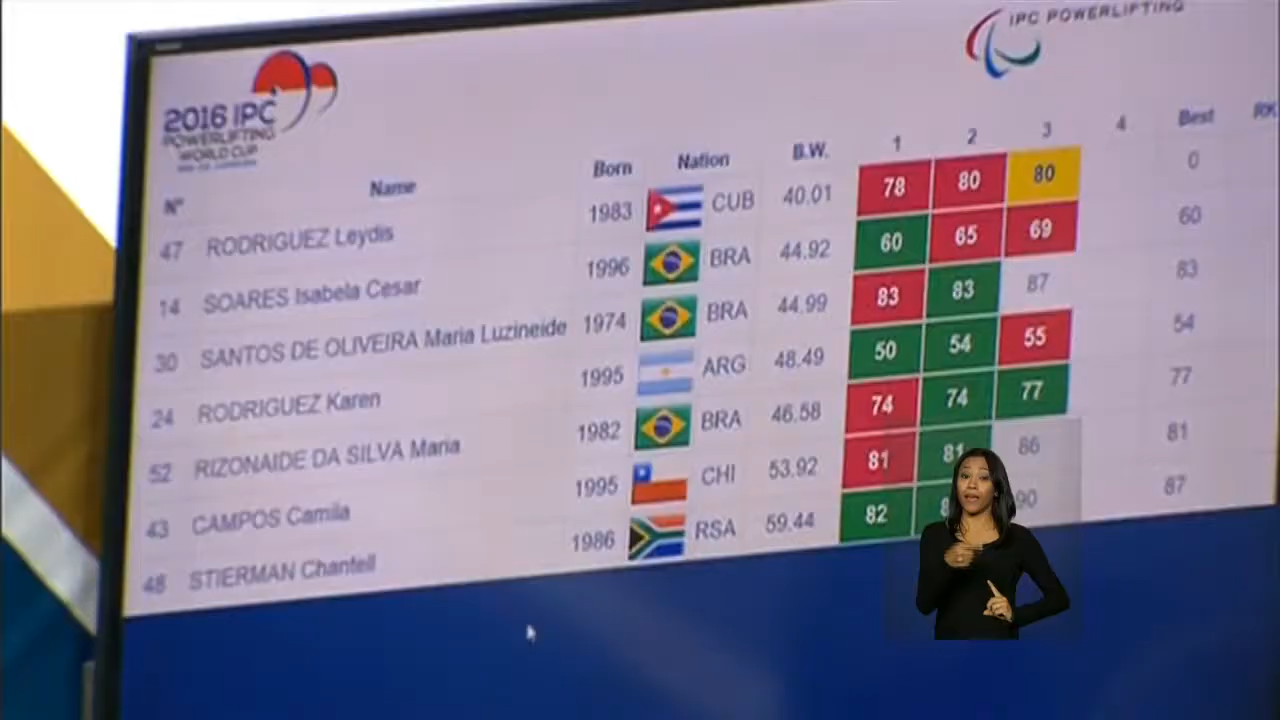 IPC POWERLIFTING
2016 IPC
POWERLIFTING
WORLD CUP
Nº Name Born Nation B.W. 1 2 3 4 Best
47 RODRIGUEZ Leydis 1983 CUB 40.01 78 80 80 0
14 SOARES Isabela Cesar 1996 BRA 44.92 60 65 69 60
30 SANTOS DE OLIVEIRA Maria Luzineide 1974 BRA 44.99 83 83 87 83
24 RODRIGUEZ Karen 1995 ARG 48.49 50 54 55 54
52 RIZONAIDE DA SILVA Maria 1982 BRA 46.58 74 74 77 77
43 CAMPOS Camila 1995 CHI 53.92 81 81 86 81
48 STIERMAN Chantell 1986 RSA 59.44 82 90 87